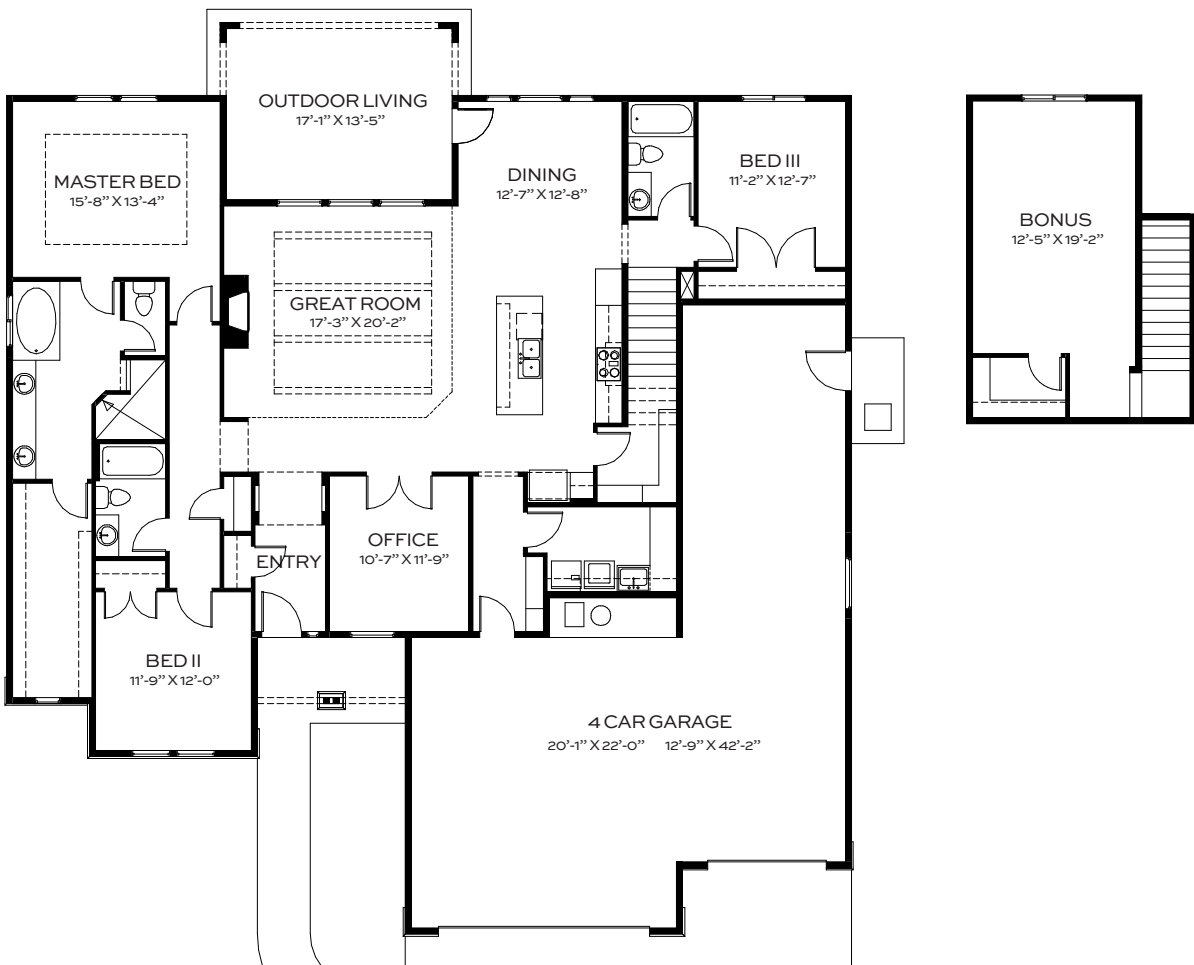 OUTDOOR LIVING
17'-1" X 13'-5"
MASTER BED
15'-8" X 13'-4"
DINING
12'-7" X 12'-8"
BED III
11'-2" X 12'-7"
BONUS
12'-5" X 19'-2"
GREAT ROOM
17'-3" X 20'-2"
ENTRY
OFFICE
10'-7" X 11'-9"
BED II
11'-9" X 12'-0"
4 CAR GARAGE
20'-1" X 22'-0" 12'-9" X 42'-2"